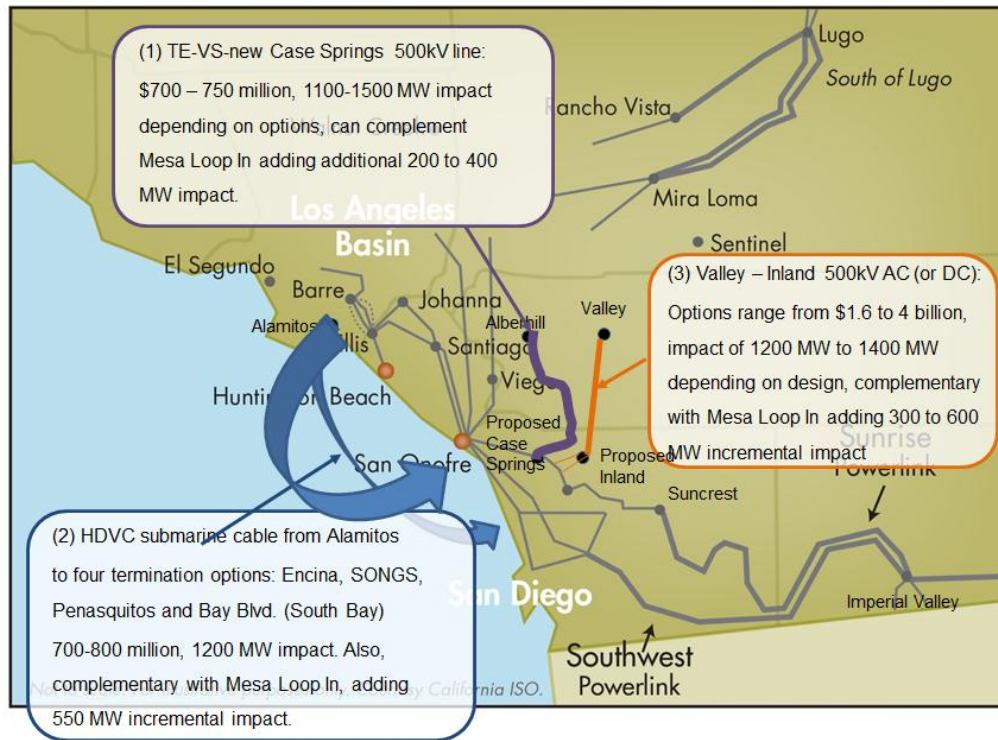 (1) TE-VS-new Case Springs 500kV line:
$700 – 750 million, 1100-1500 MW impact
depending on options, can complement
Mesa Loop In adding additional 200 to 400
MW impact.
Lugo
South of Lugo
Rancho Vista
Mira Loma
Los Angeles
Basin
Sentinel
El Segundo
Barre
Johanna
Alamitos
Ellis
Santiago
Alberhill
Valley
Viejo
Huntington Beach
(3) Valley – Inland 500kV AC (or DC):
Options range from $1.6 to 4 billion,
impact of 1200 MW to 1400 MW
depending on design, complementary
with Mesa Loop In adding 300 to 600
MW incremental impact
Sunrise
Powerlink
San Onofre
Proposed
Case
Springs
Proposed
Inland
Suncrest
(2) HDVC submarine cable from Alamitos
to four termination options: Encina, SONGS,
Penasquitos and Bay Blvd. (South Bay)
700-800 million, 1200 MW impact. Also,
complementary with Mesa Loop In, adding
550 MW incremental impact.
San Diego
Imperial Valley
Southwest
Powerlink
Courtesy California ISO.